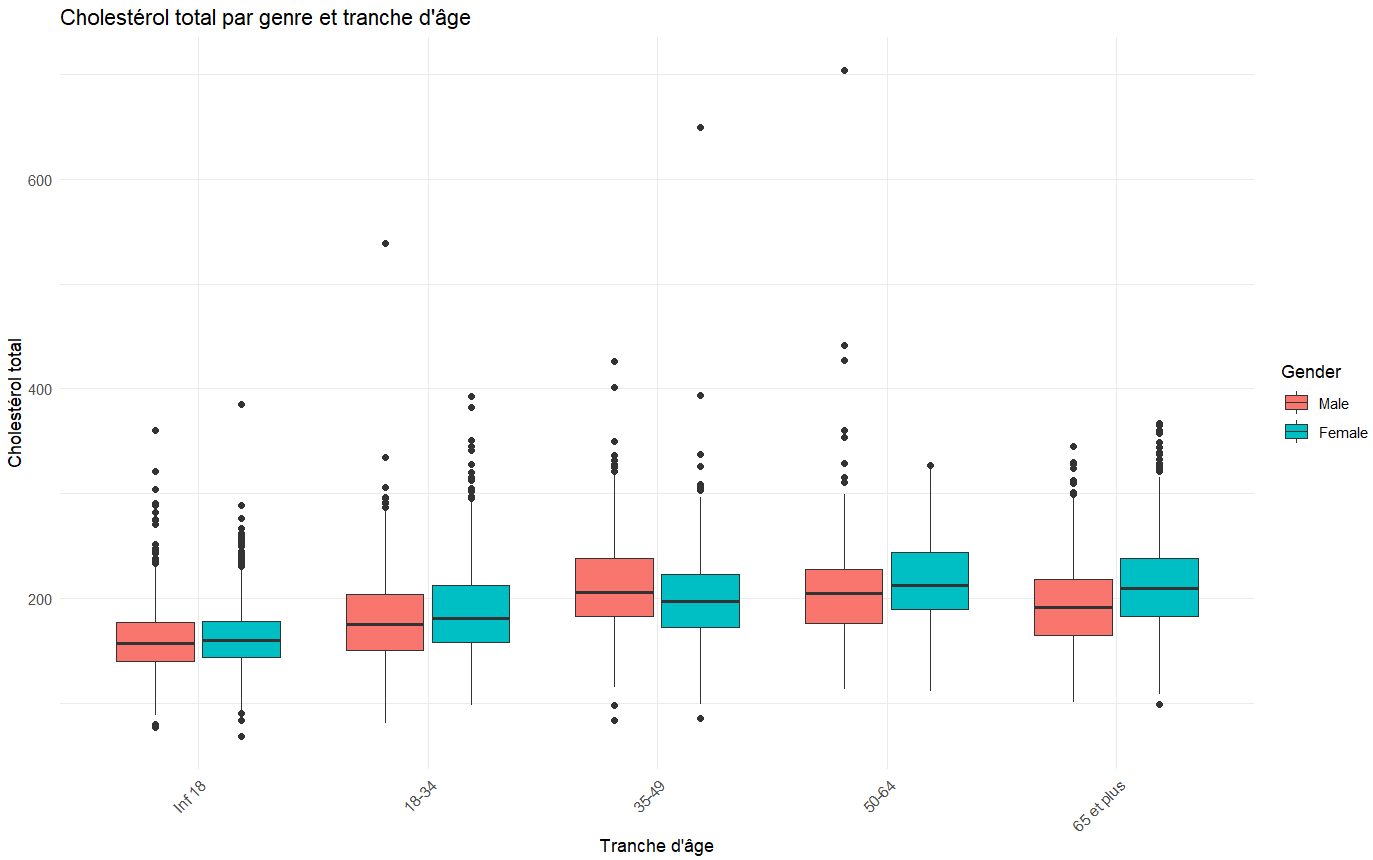 Cholestérol total par genre et tranche d'âge
Cholestérol total
600
400
200
Inf 18
18-34
35-49
50-64
65 et plus
Tranche d'âge
Gender
Male
Female